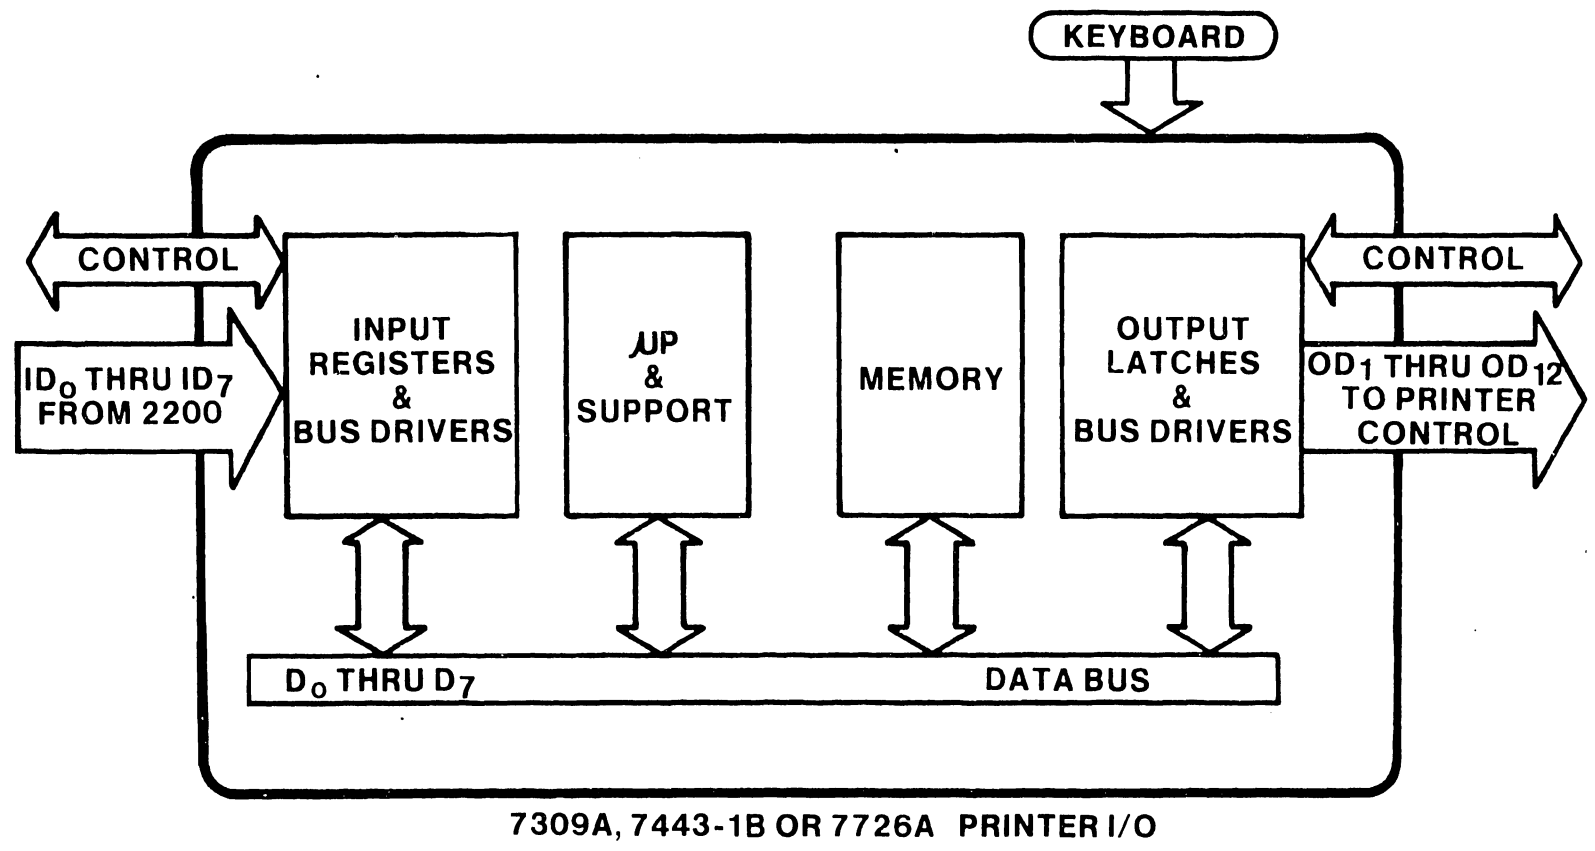 KEYBOARD
CONTROL
ID₀ THRU ID₇
FROM 2200
INPUT
REGISTERS
&
BUS DRIVERS
μP
&
SUPPORT
MEMORY
OUTPUT
LATCHES
&
BUS DRIVERS
CONTROL
OD₁ THRU OD₁₂
TO PRINTER
CONTROL
D₀ THRU D₇ DATA BUS
7309A, 7443-1B OR 7726A PRINTER I/O